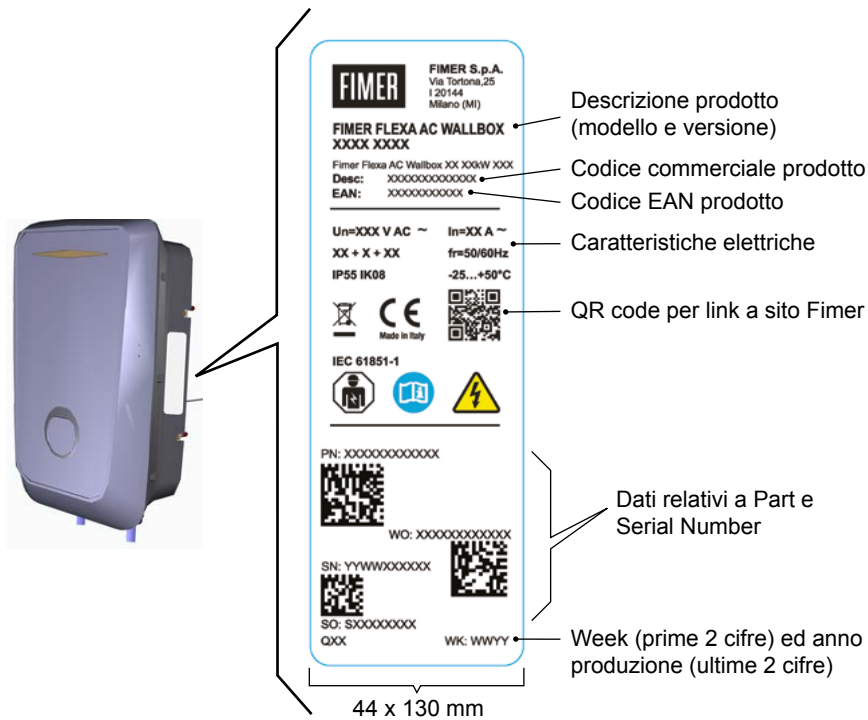 FIMER
FIMER S.p.A.
Via Tortona,25
I 20144
Milano (MI)
FIMER FLEXA AC WALLBOX
XXXX XXXX
Fimer Flexa AC Wallbox XX XXkW XXX
Desc: XXXXXXXXXXXXX
EAN: XXXXXXXXXXX
Un=XXX V AC ~ In=XX A ~
XX + X + XX fr=50/60Hz
IP55 IK08 -25...+50°C
CE
Made in Italy
IEC 61851-1
PN: XXXXXXXXXXXXX
WO: XXXXXXXXXXXXX
SN: YYWWXXXXXX
SO: SXXXXXXXX
QXX WK: WWYY
Descrizione prodotto
(modello e versione)
Codice commerciale prodotto
Codice EAN prodotto
Caratteristiche elettriche
QR code per link a sito Fimer
Dati relativi a Part e
Serial Number
Week (prime 2 cifre) ed anno
produzione (ultime 2 cifre)
44 x 130 mm